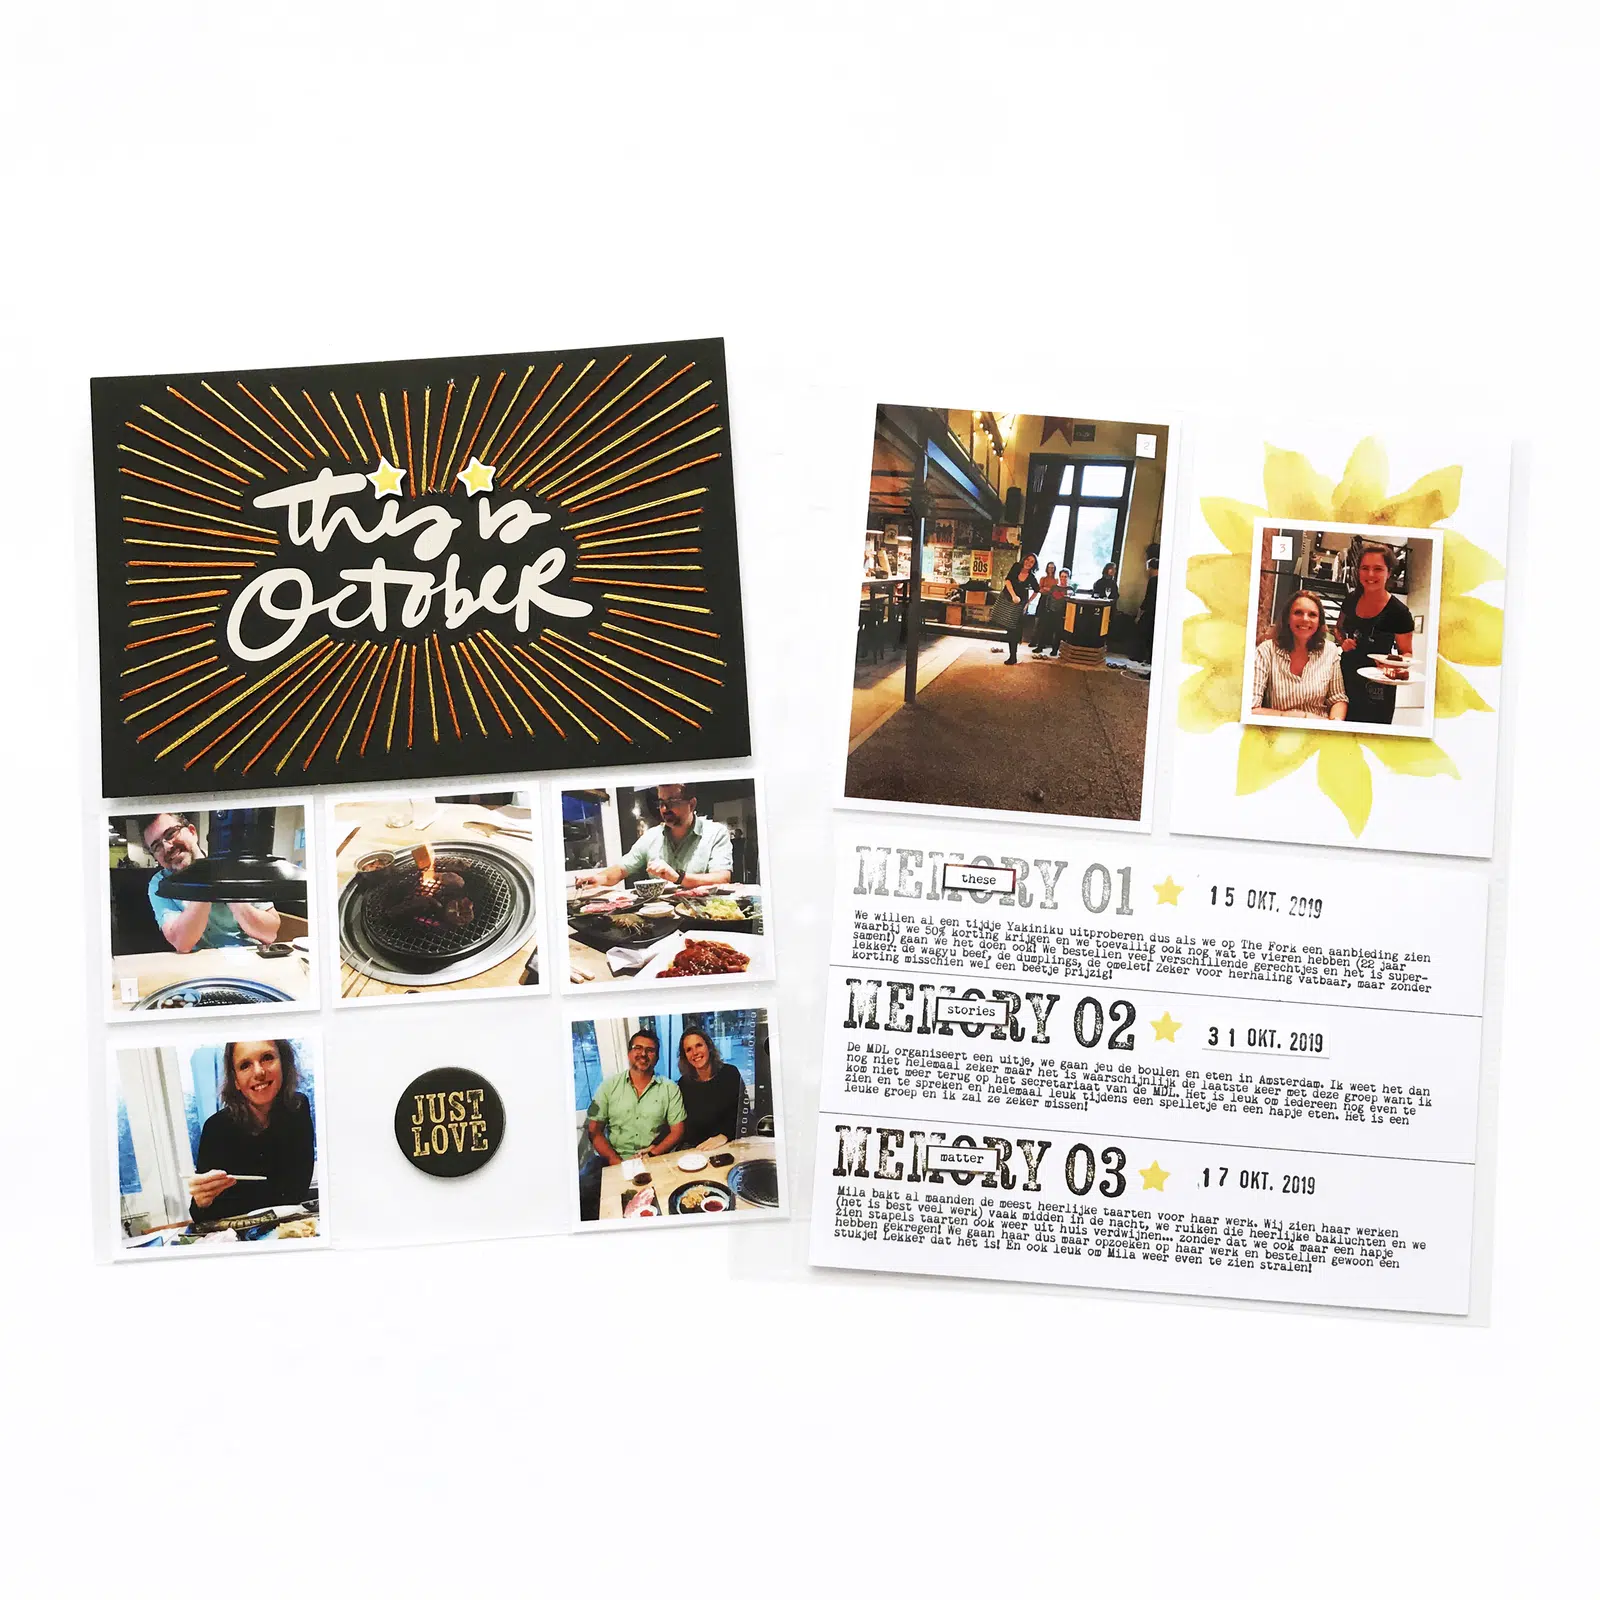 this is
October
1
JUST
LOVE
2
80s
3
MEMORY 01
these
15 OKT. 2019
We willen al een tijdje Yakiniku uitproberen dus als we op The Fork een aanbieding zien
waarbij we 50% korting krijgen en we toevallig ook nog wat te vieren hebben (22 jaar
samen!) gaan we het doen ook! We bestellen veel verschillende gerechtjes en het is super-
lekker: de wagyu beef, de dumplings, de omelet! Zeker voor herhaling vatbaar, maar zonder
korting misschien wel een beetje prijzig!
MEMORY 02
stories
31 OKT. 2019
De MDL organiseert een uitje, we gaan jeu de boulen en eten in Amsterdam. Ik weet het dan
nog niet helemaal zeker maar het is waarschijnlijk de laatste keer met deze groep want ik
kom niet meer terug op het secretariaat van de MDL. Het is leuk om iedereen nog even te
zien en te spreken en helemaal leuk tijdens een spelletje en een hapje eten. Het is een
leuke groep en ik zal ze zeker missen!
MEMORY 03
matter
17 OKT. 2019
Mila bakt al maanden de meest heerlijke taarten voor haar werk. Wij zien haar werken
(het is best veel werk) vaak midden in de nacht, we ruiken die heerlijke bakluchten en we
zien stapels taarten ook weer uit huis verdwijnen... zonder dat we ook maar een hapje
hebben gekregen! We gaan haar dus maar opzoeken op haar werk en bestellen gewoon een
stukje! Lekker dat het is! En ook leuk om Mila weer even te zien stralen!